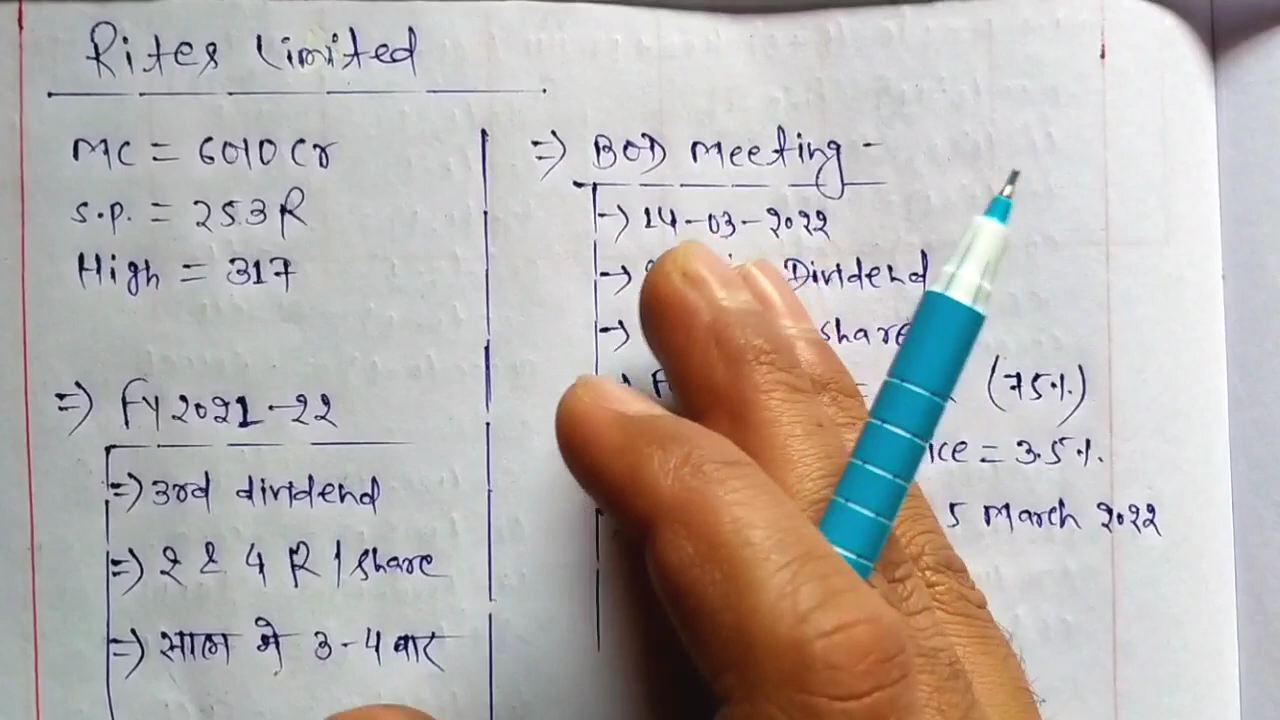 Rites Limited
MC = 6010 Cr
S.P. = 253 R
High = 317
=> FY 2021-22
=> 3rd dividend
=> 2 & 4 R / share
=> साल मे 3-4 बार
=> BOD Meeting -
-> 14-03-2022
-> Dividend
-> share
= (75%)
= 3.5%.
5 March 2022